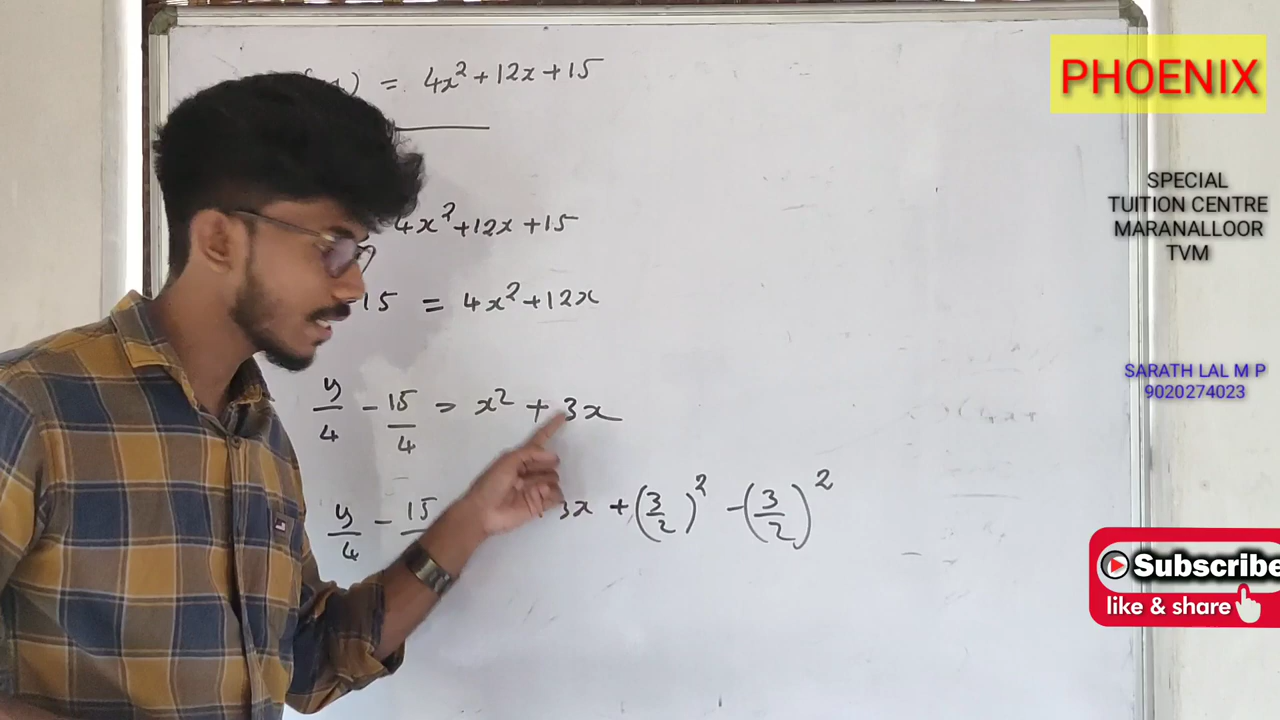 ) = 4x² + 12x + 15
4x² + 12x + 15
15 = 4x² + 12x
y/4 - 15/4 = x² + 3x
y/4 - 15 3x + (3/2)² - (3/2)²
PHOENIX
SPECIAL
TUITION CENTRE
MARANALLOOR
TVM
SARATH LAL M P
9020274023
Subscribe
like & share